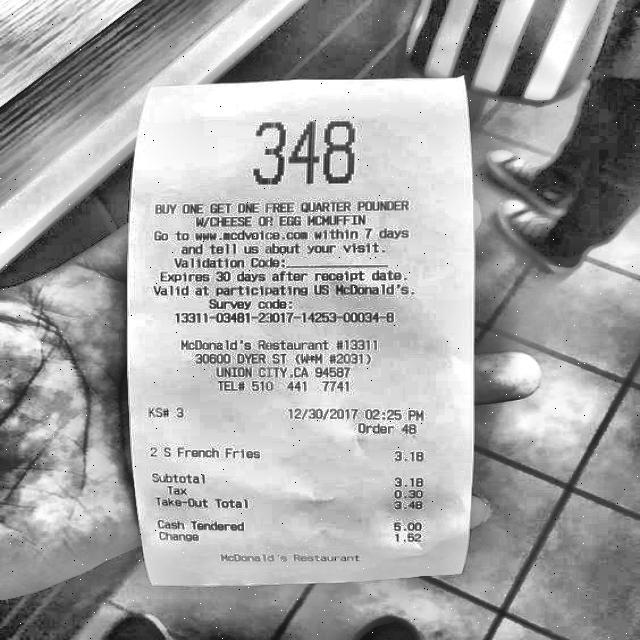 348
BUY ONE GET ONE FREE QUARTER POUNDER
W/CHEESE OR EGG MCMUFFIN
Go to www.mcdvoice.com within 7 days
and tell us about your visit.
Validation Code:
Expires 30 days after receipt date.
Valid at participating US McDonald's.
Survey code:
13311-03481-23017-14253-00034-8
McDonald's Restaurant #13311
30600 DYER ST (W*M #2031)
UNION CITY,CA 94587
TEL# 510 441 7741
KS# 3 12/30/2017 02:25 PM
Order 48
2 S French Fries 3.18
Subtotal 3.18
Tax 0.30
Take-Out Total 3.48
Cash Tendered 5.00
Change 1.52
McDonald's Restaurant